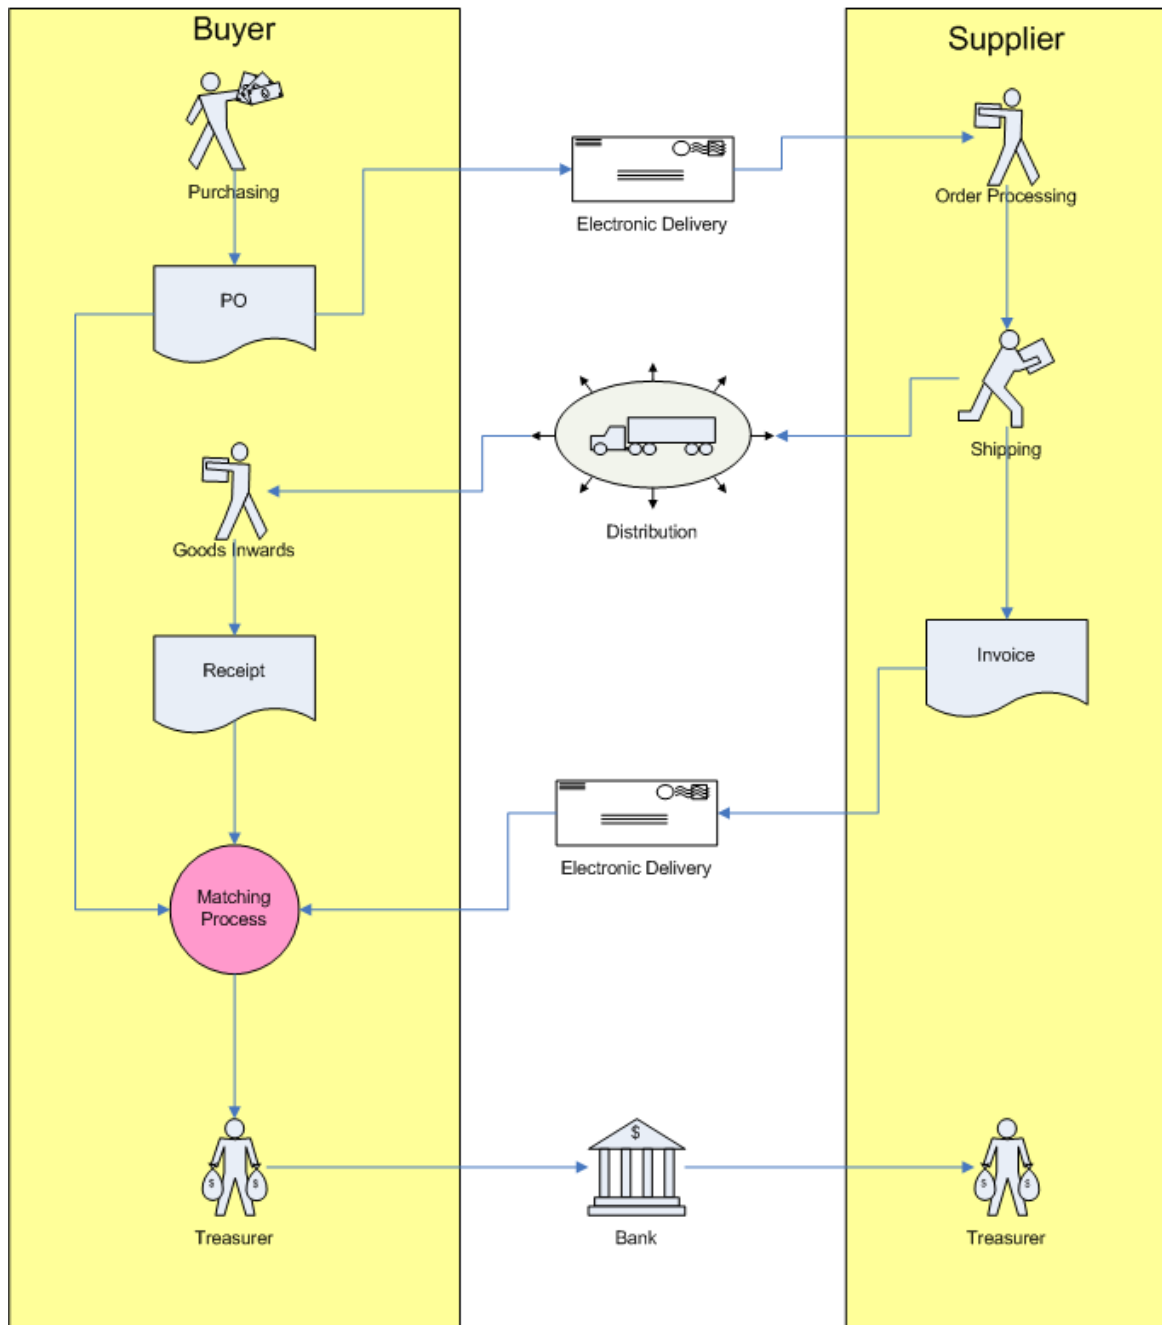 Buyer
Supplier
Purchasing
Electronic Delivery
Order Processing
PO
Shipping
Distribution
Goods Inwards
Receipt
Invoice
Electronic Delivery
Matching
Process
$
$ $
$ $
Treasurer
Bank
Treasurer